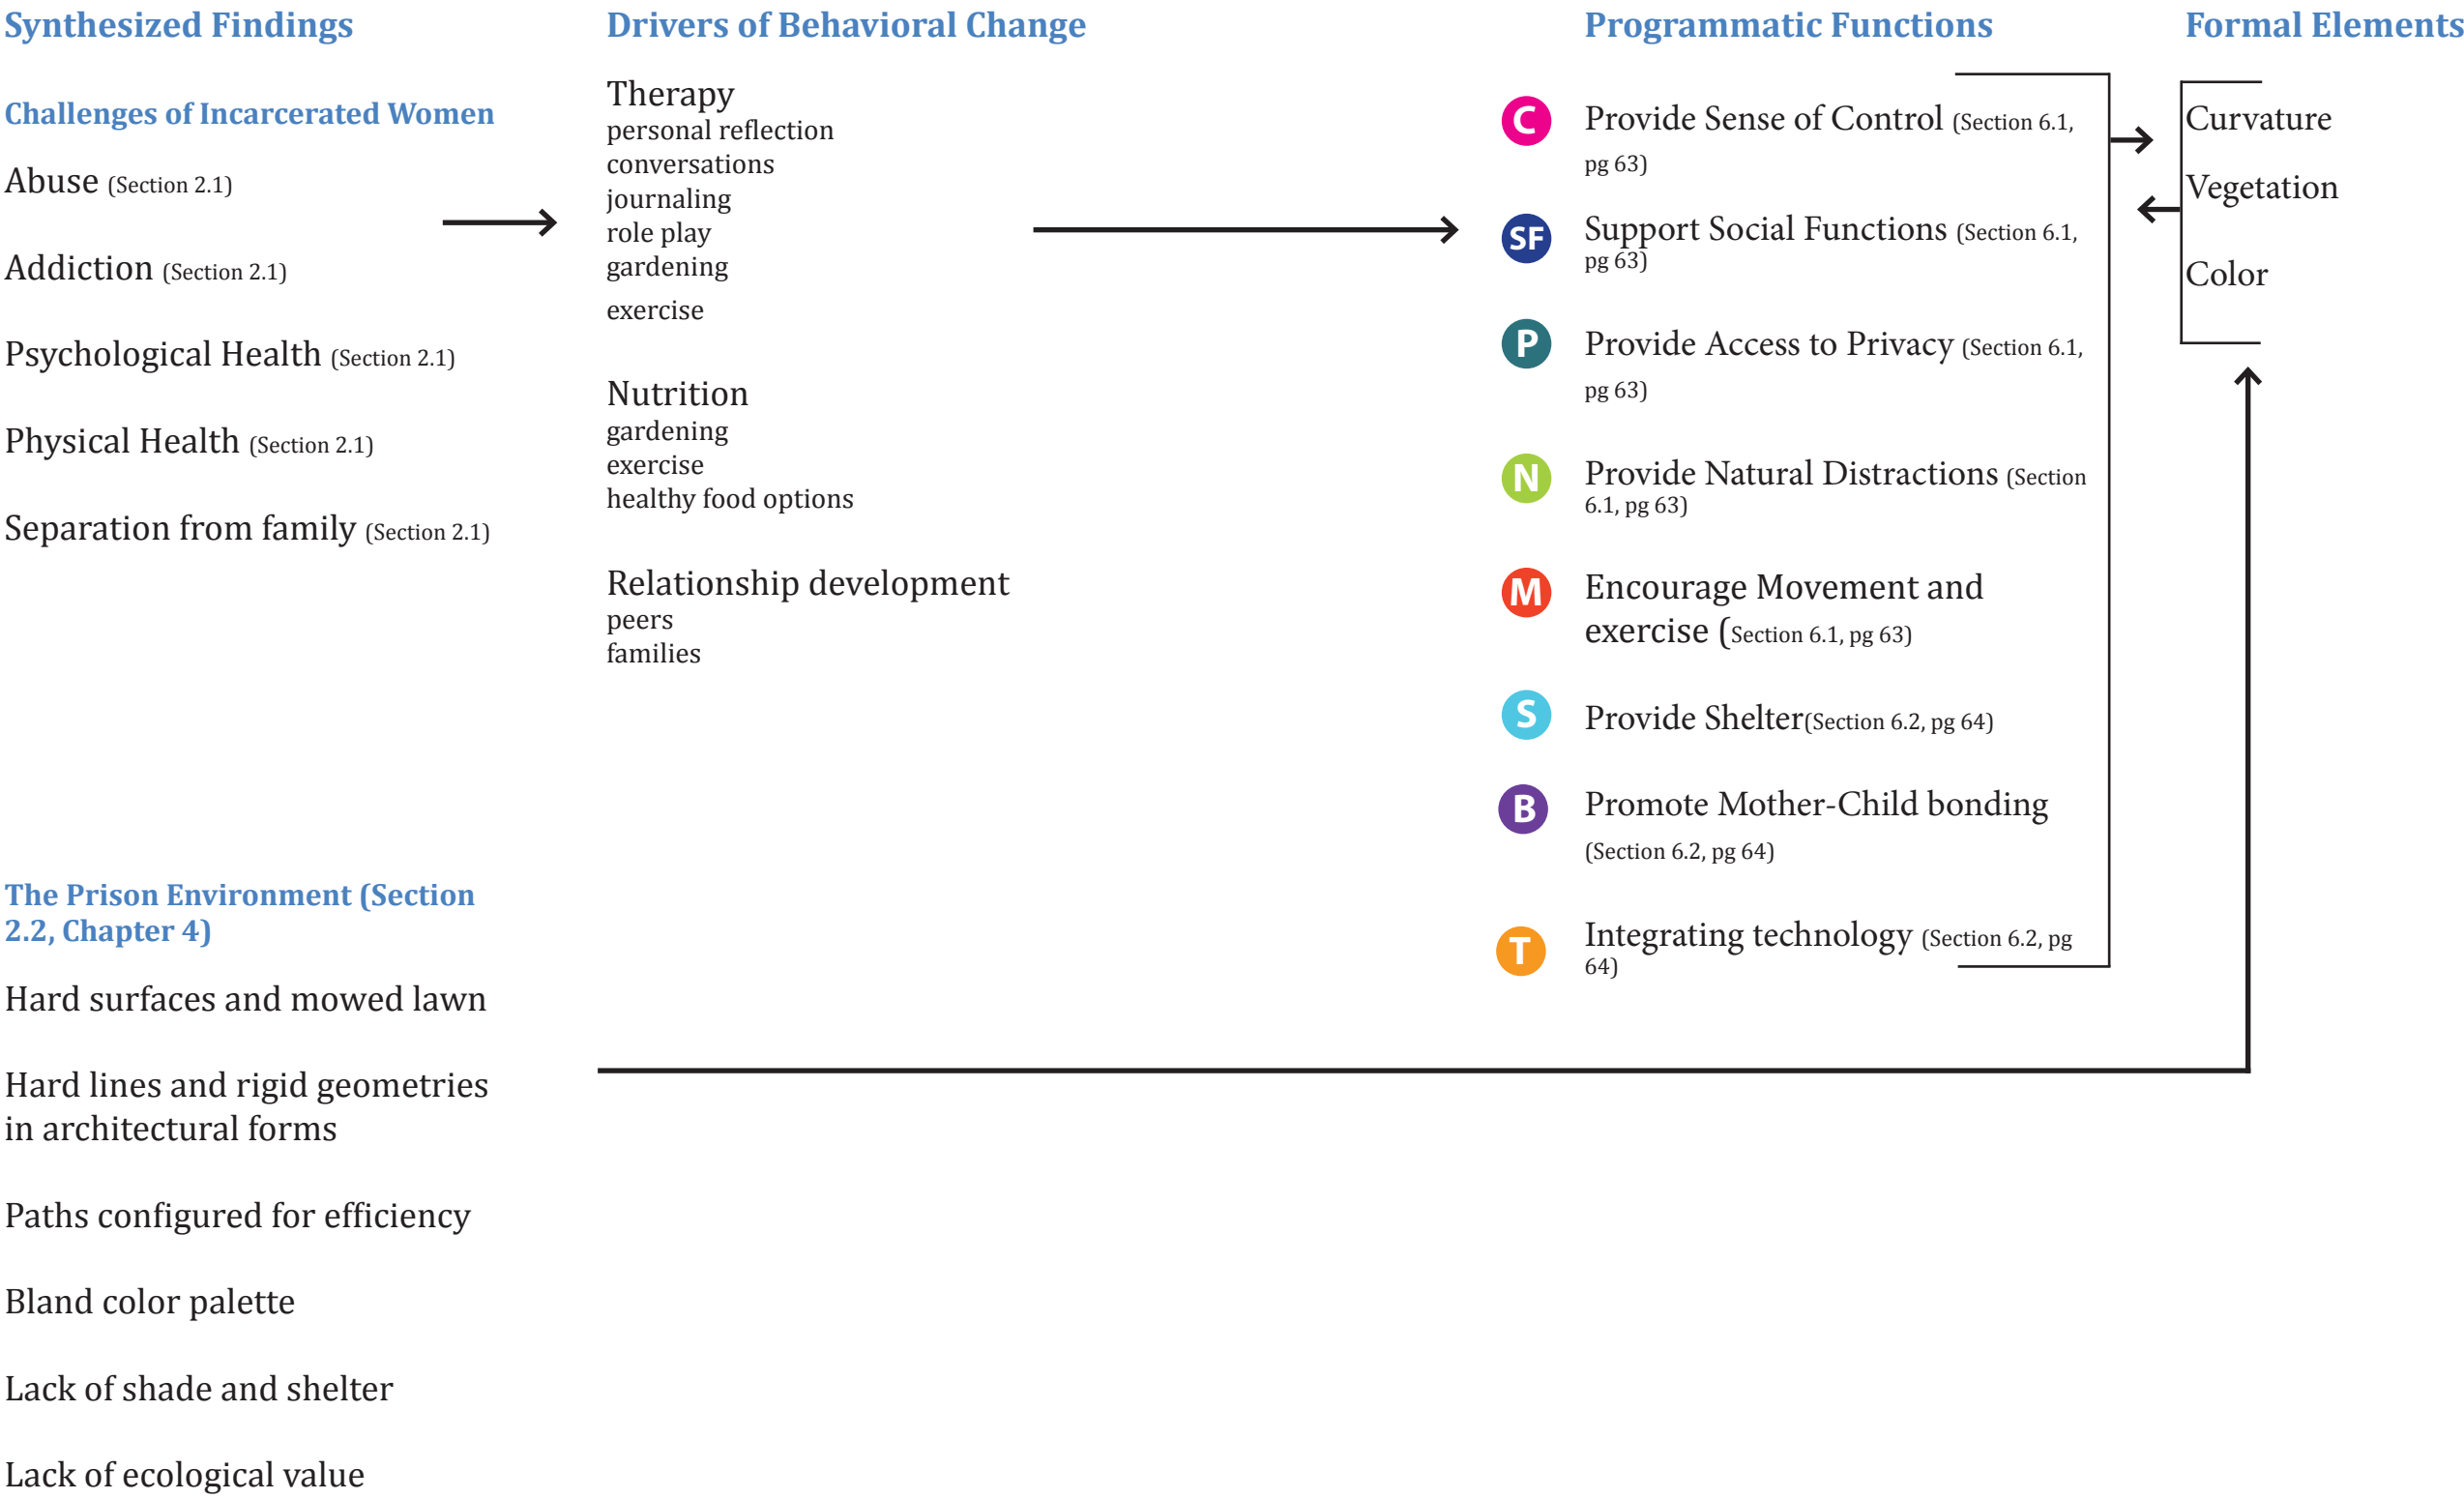 Synthesized Findings
Challenges of Incarcerated Women
Abuse (Section 2.1)
Addiction (Section 2.1)
Psychological Health (Section 2.1)
Physical Health (Section 2.1)
Separation from family (Section 2.1)
The Prison Environment (Section
2.2, Chapter 4)
Hard surfaces and mowed lawn
Hard lines and rigid geometries
in architectural forms
Paths configured for efficiency
Bland color palette
Lack of shade and shelter
Lack of ecological value
Drivers of Behavioral Change
Therapy
personal reflection
conversations
journaling
role play
gardening
exercise
Nutrition
gardening
exercise
healthy food options
Relationship development
peers
families
Programmatic Functions
C Provide Sense of Control (Section 6.1,
pg 63)
SF Support Social Functions (Section 6.1,
pg 63)
P Provide Access to Privacy (Section 6.1,
pg 63)
N Provide Natural Distractions (Section
6.1, pg 63)
M Encourage Movement and
exercise (Section 6.1, pg 63)
S Provide Shelter(Section 6.2, pg 64)
B Promote Mother-Child bonding
(Section 6.2, pg 64)
T Integrating technology (Section 6.2, pg
64)
Formal Elements
Curvature
Vegetation
Color